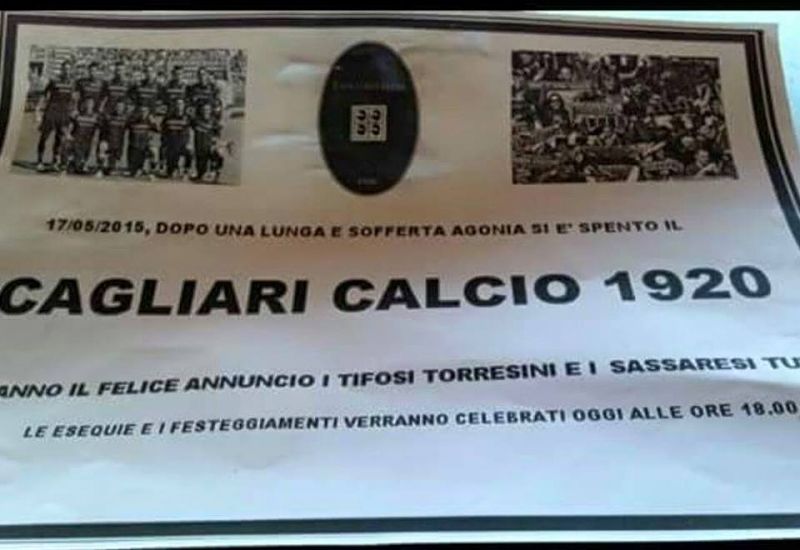 17/05/2015, DOPO UNA LUNGA E SOFFERTA AGONIA SI E' SPENTO IL
CAGLIARI CALCIO 1920
ANNO IL FELICE ANNUNCIO I TIFOSI TORRESINI E I SASSARESI TU
LE ESEQUIE E I FESTEGGIAMENTI VERRANNO CELEBRATI OGGI ALLE ORE 18.00